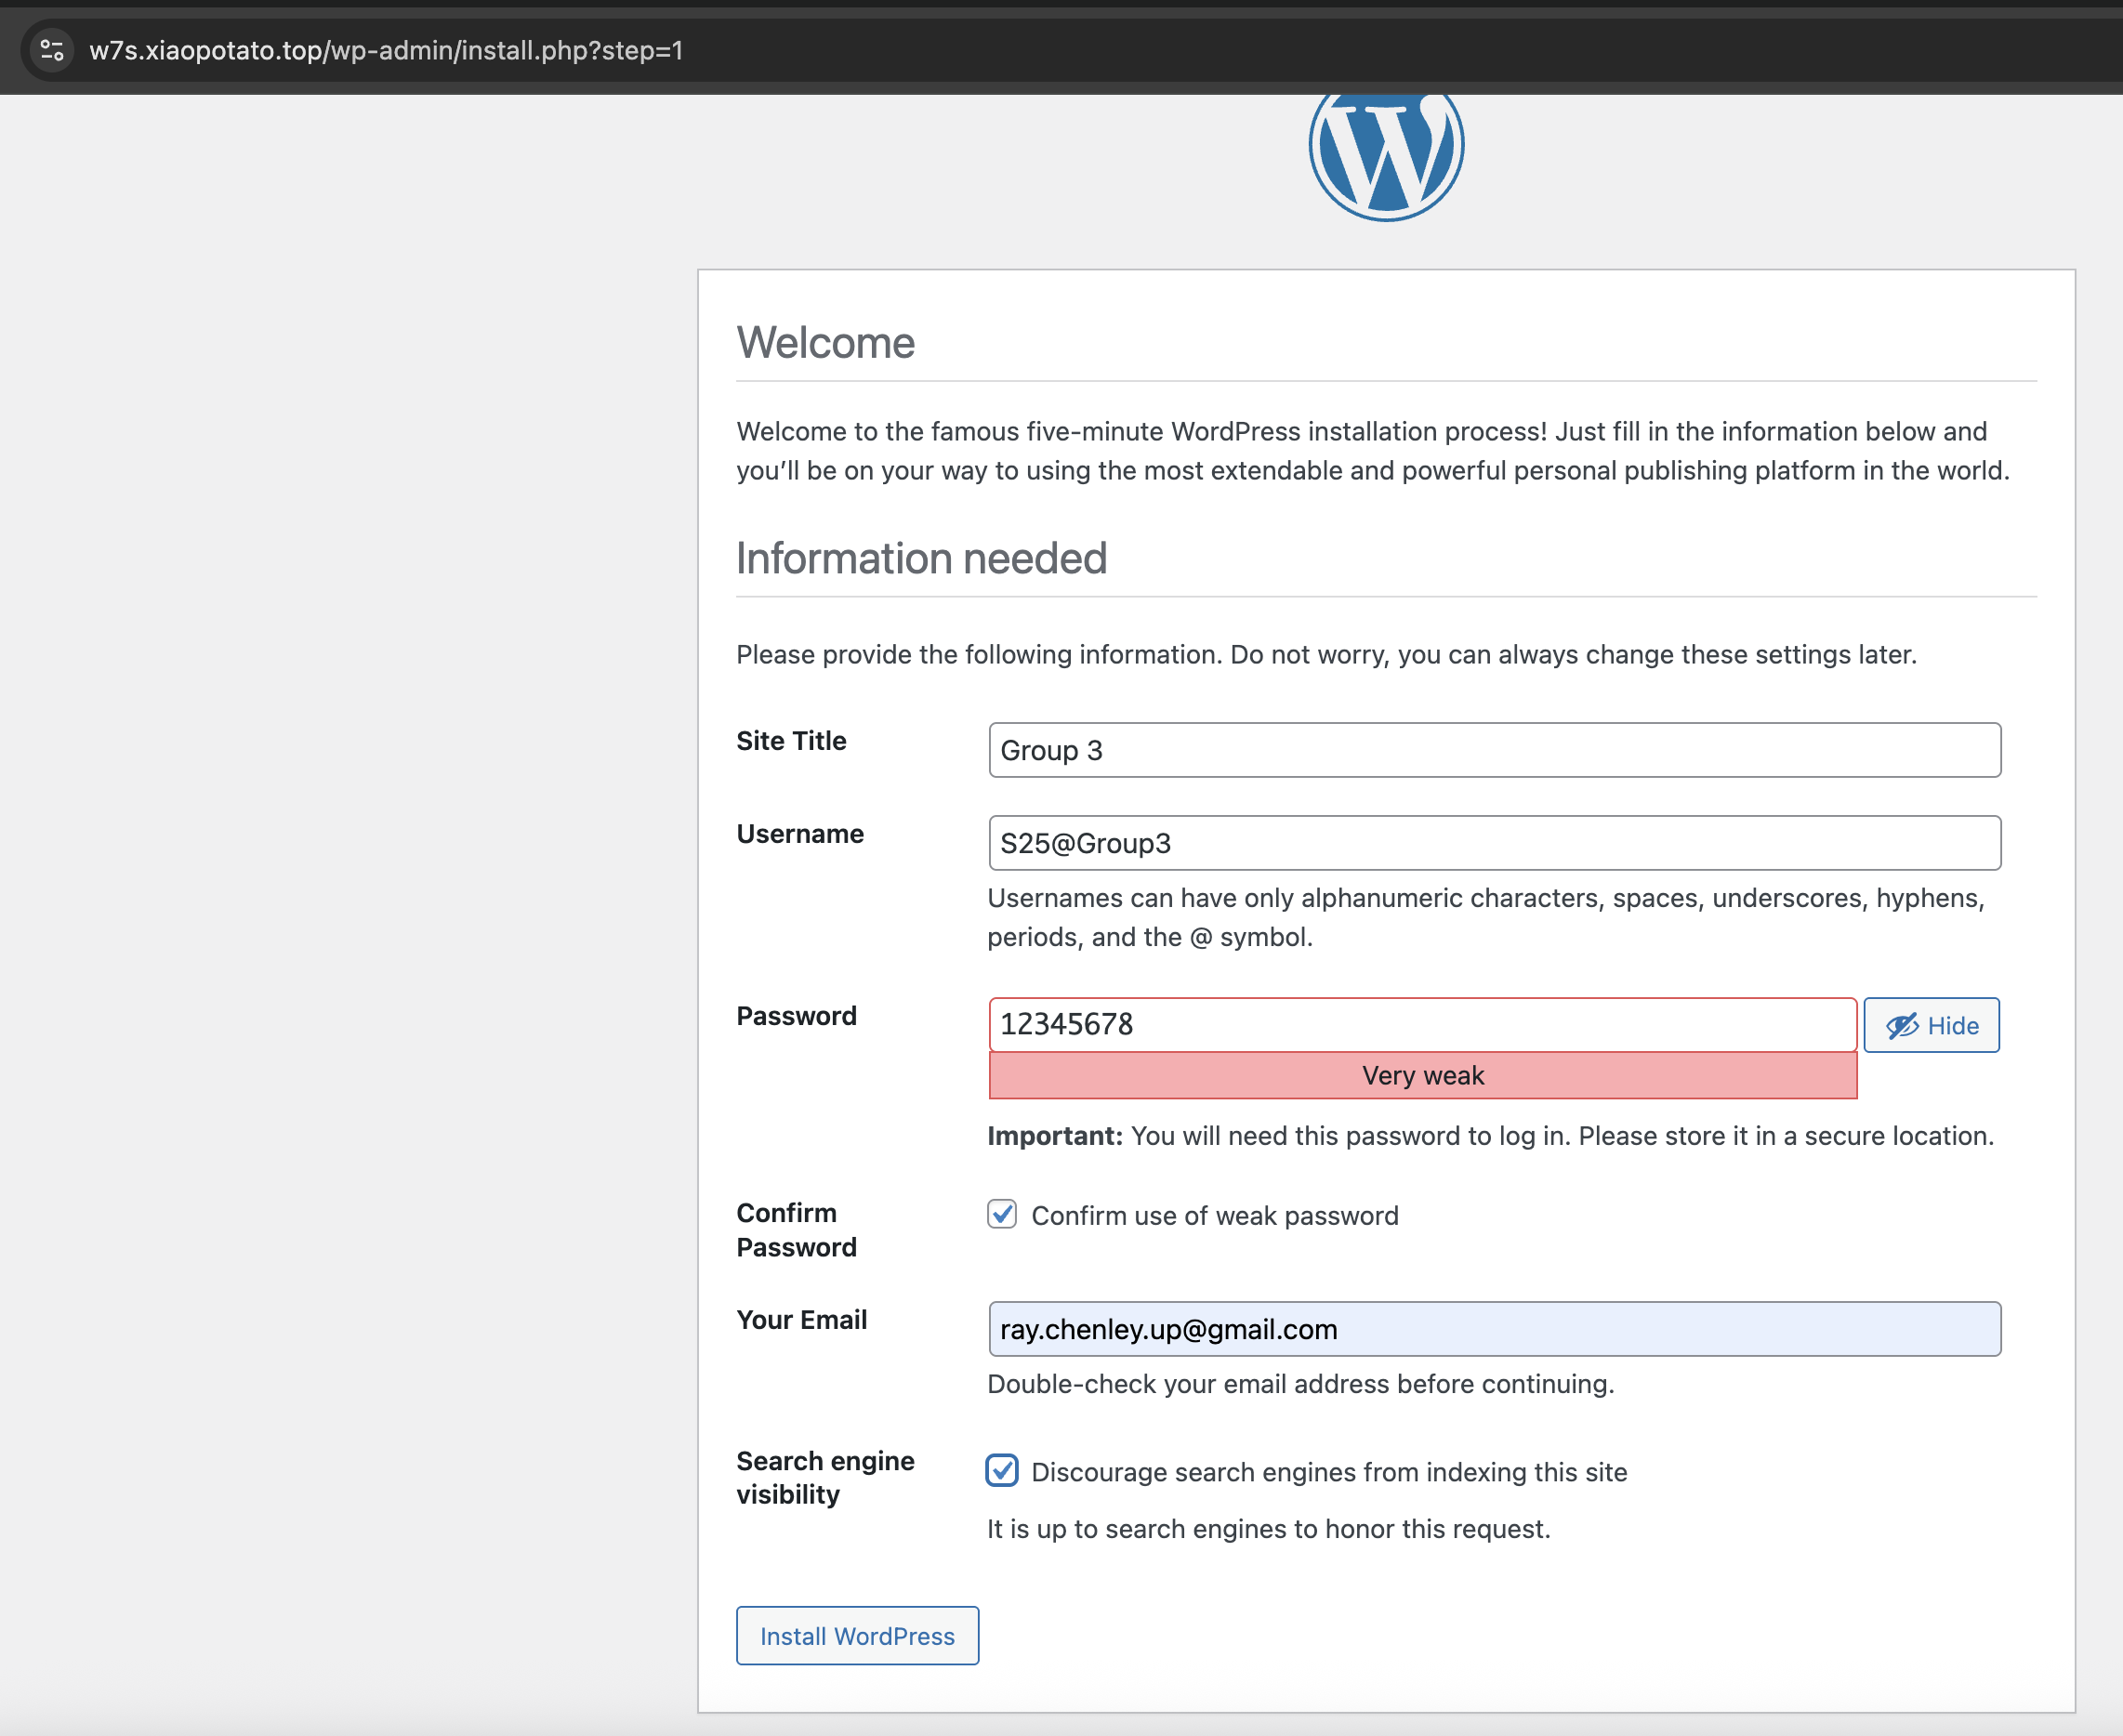 w7s.xiaopotato.top/wp-admin/install.php?step=1
Welcome
Welcome to the famous five-minute WordPress installation process! Just fill in the information below and
you’ll be on your way to using the most extendable and powerful personal publishing platform in the world.
Information needed
Please provide the following information. Do not worry, you can always change these settings later.
Site Title
Group 3
Username
S25@Group3
Usernames can have only alphanumeric characters, spaces, underscores, hyphens,
periods, and the @ symbol.
Password
12345678
Hide
Very weak
Important: You will need this password to log in. Please store it in a secure location.
Confirm
Password
Confirm use of weak password
Your Email
ray.chenley.up@gmail.com
Double-check your email address before continuing.
Search engine
visibility
Discourage search engines from indexing this site
It is up to search engines to honor this request.
Install WordPress